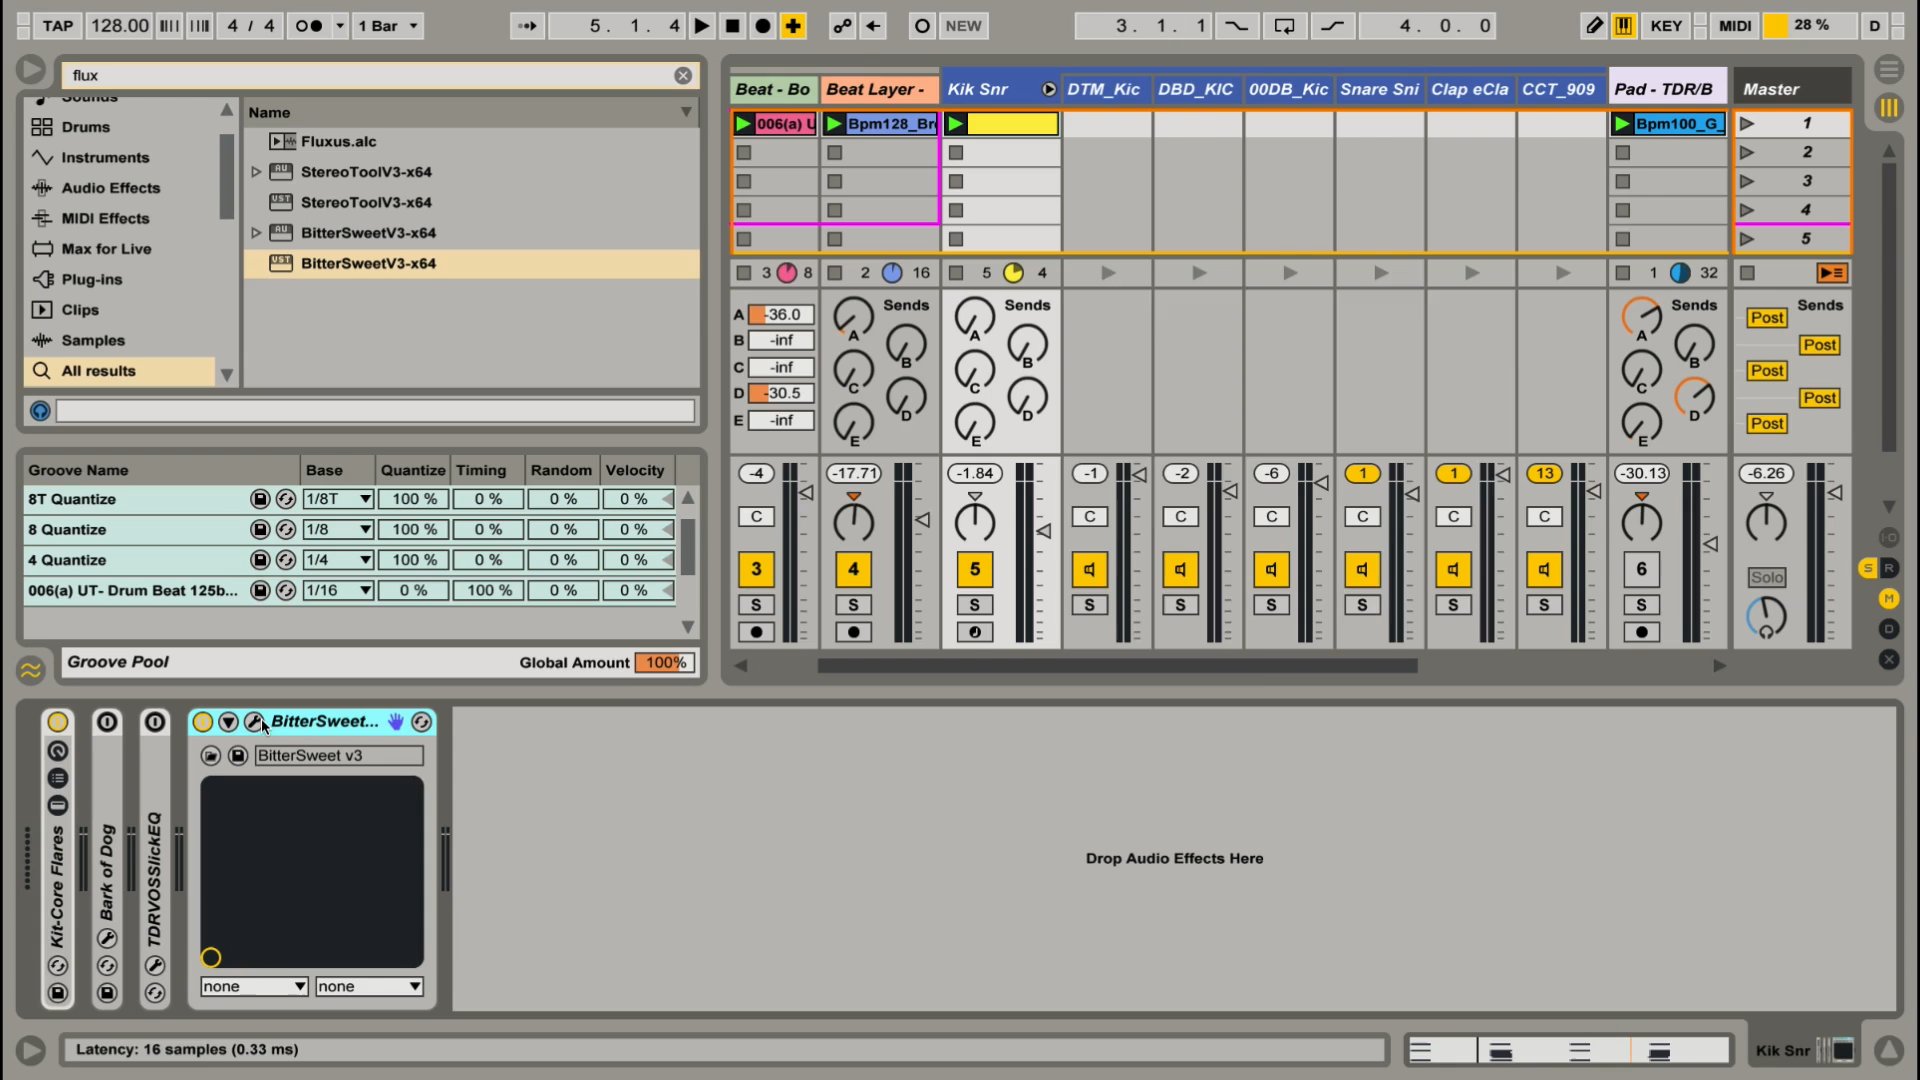 TAP 128.00 4 / 4 1 Bar 5. 1. 4 NEW 3. 1. 1 4. 0. 0 KEY MIDI 28 % D
flux
Sounds
Drums
Instruments
Audio Effects
MIDI Effects
Max for Live
Plug-ins
Clips
Samples
All results
Name
Fluxus.alc
StereoToolV3-x64
StereoToolV3-x64
BitterSweetV3-x64
BitterSweetV3-x64
Groove Name Base Quantize Timing Random Velocity
8T Quantize 1/8T 100 % 0 % 0 % 0 %
8 Quantize 1/8 100 % 0 % 0 % 0 %
4 Quantize 1/4 100 % 0 % 0 % 0 %
006(a) UT- Drum Beat 125b... 1/16 0 % 100 % 0 % 0 %
Groove Pool Global Amount 100%
Beat - Bo Beat Layer - Kik Snr DTM_Kic DBD_KIC 00DB_Kic Snare Sni Clap eCla CCT_909 Pad - TDR/B Master
006(a) U Bpm128_Br Bpm100_G_ 1
2
3
4
5
3 8 2 16 5 4 1 32
Sends Sends Sends Sends
A -36.0 A A A Post
B -inf B B B Post
C -inf C C C Post
D -30.5 D D D Post
E -inf E E E Post
-4 -17.71 -1.84 -1 -2 -6 1 1 13 -30.13 -6.26
C C C C C C C
3 4 5 6 Solo
S S S S S S S S S S
S R
M
D
BitterSweet...
BitterSweet v3
none none
Kit-Core Flares
Bark of Dog
TDRVOSSlickEQ
Drop Audio Effects Here
Latency: 16 samples (0.33 ms)
Kik Snr